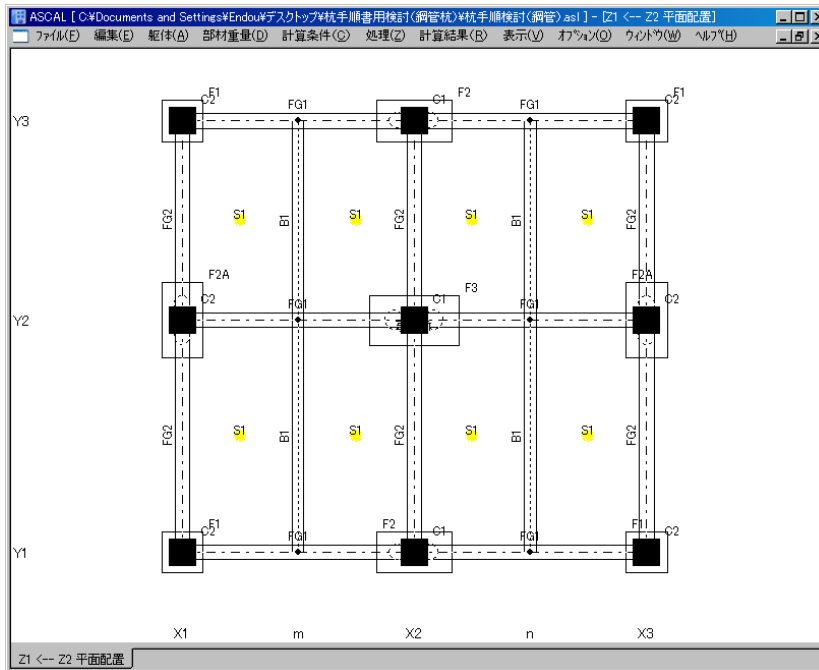 ASCAL [ C:¥Documents and Settings¥Endou¥デスクトップ¥杭手順書用検討(鋼管杭)¥杭手順検討(鋼管).asl ] - [Z1 <-- Z2 平面配置]
ファイル(F) 編集(E) 躯体(A) 部材重量(D) 計算条件(C) 処理(Z) 計算結果(R) 表示(V) オプション(O) ウィンドウ(W) ヘルプ(H)
F1 F2 F1
C2 FG1 C1 FG1 C2
Y3
FG2 S1 B1 S1 FG2 S1 B1 S1 FG2
F2A F3 F2A
C2 FG1 C1 FG1 C2
Y2
FG2 S1 B1 S1 FG2 S1 B1 S1 FG2
F1 F2 F1
C2 FG1 C1 FG1 C2
Y1
X1 m X2 n X3
Z1 <-- Z2 平面配置